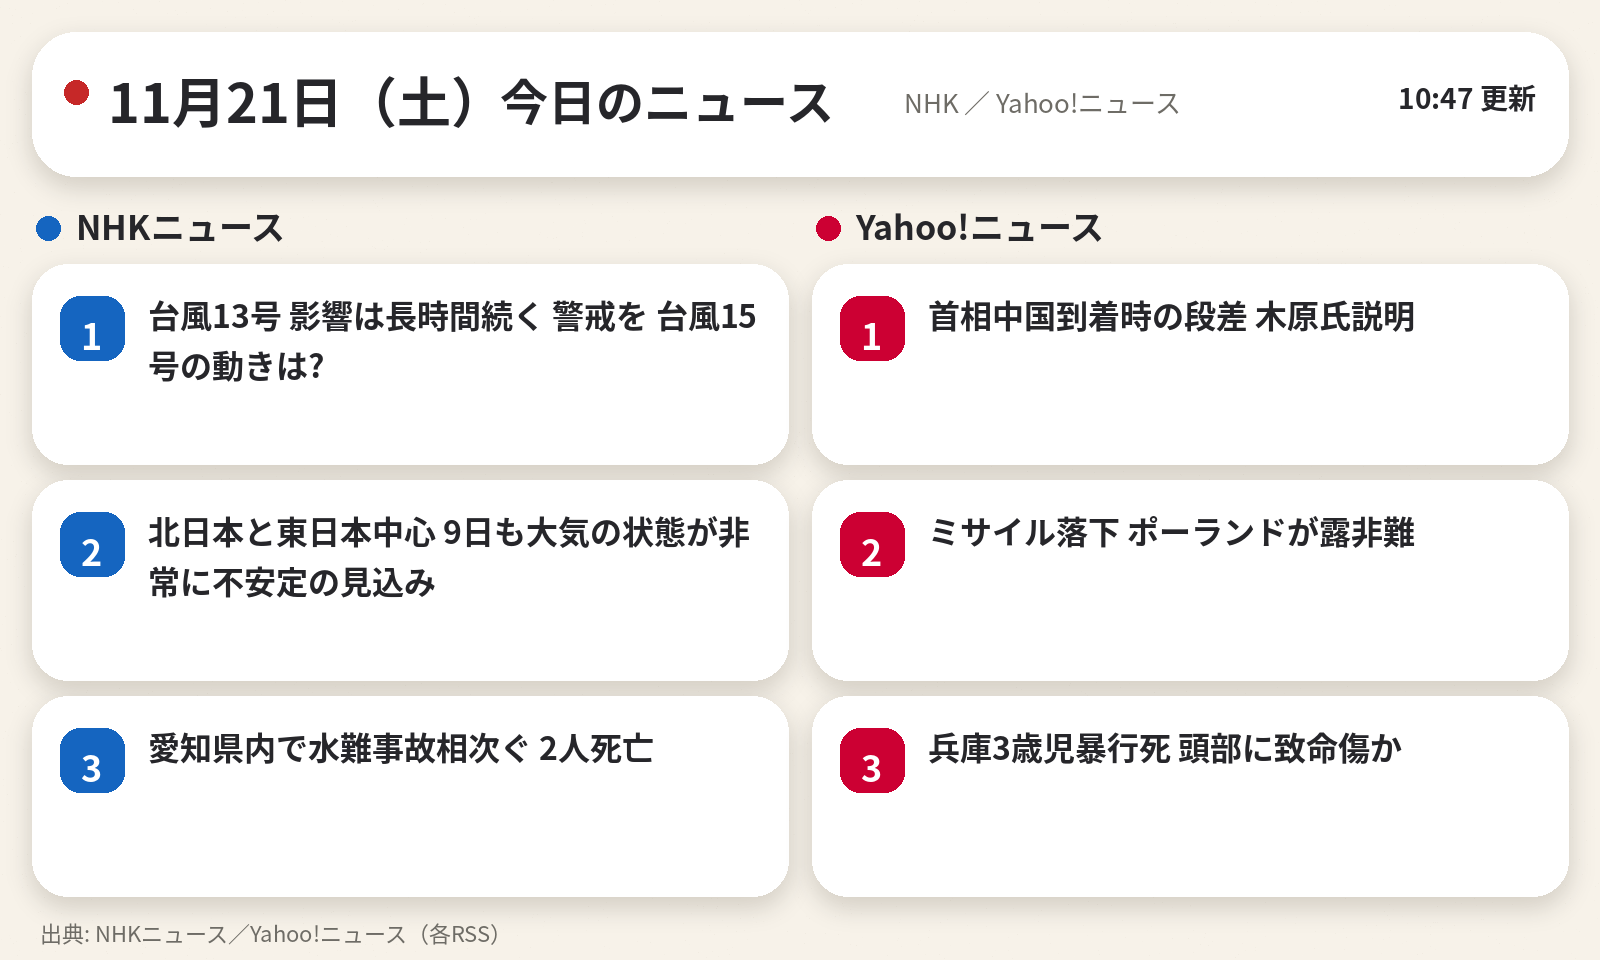 11月21日（土）今日のニュース
NHK ／ Yahoo!ニュース
10:47 更新
NHKニュース
1
台風13号 影響は長時間続く 警戒を 台風15
号の動きは?
2
北日本と東日本中心 9日も大気の状態が非
常に不安定の見込み
3
愛知県内で水難事故相次ぐ 2人死亡
Yahoo!ニュース
1
首相中国到着時の段差 木原氏説明
2
ミサイル落下 ポーランドが露非難
3
兵庫3歳児暴行死 頭部に致命傷か
出典: NHKニュース／Yahoo!ニュース（各RSS）